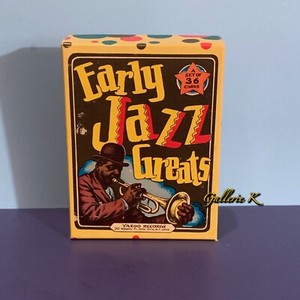 Early
A
SET OF
36
CARDS
Jazz
Greats
Gallerie K
YAZOO RECORDS